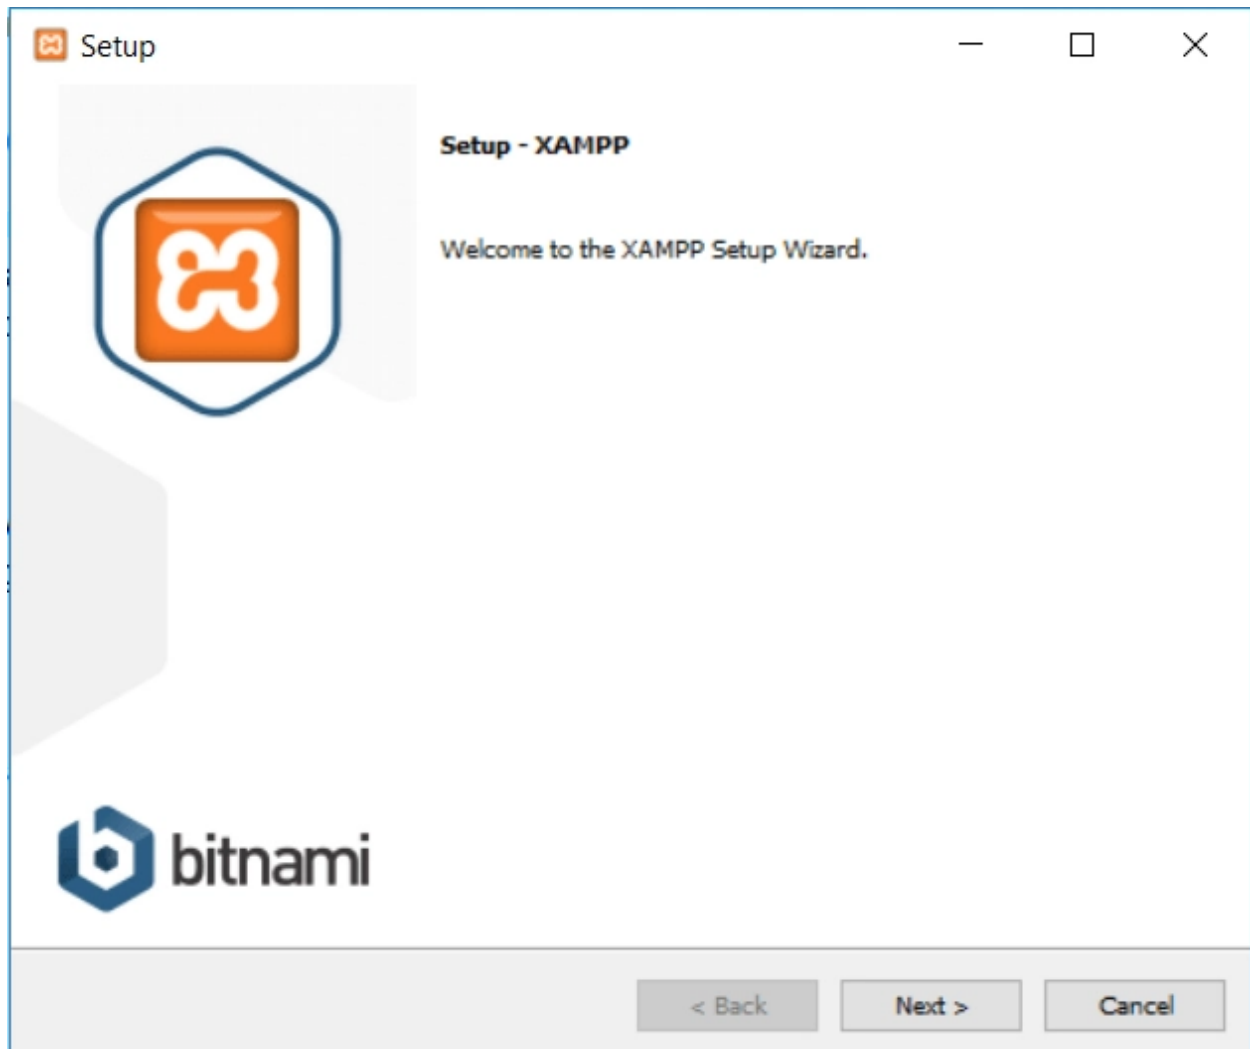 Setup
Setup - XAMPP
Welcome to the XAMPP Setup Wizard.
bitnami
< Back
Next >
Cancel